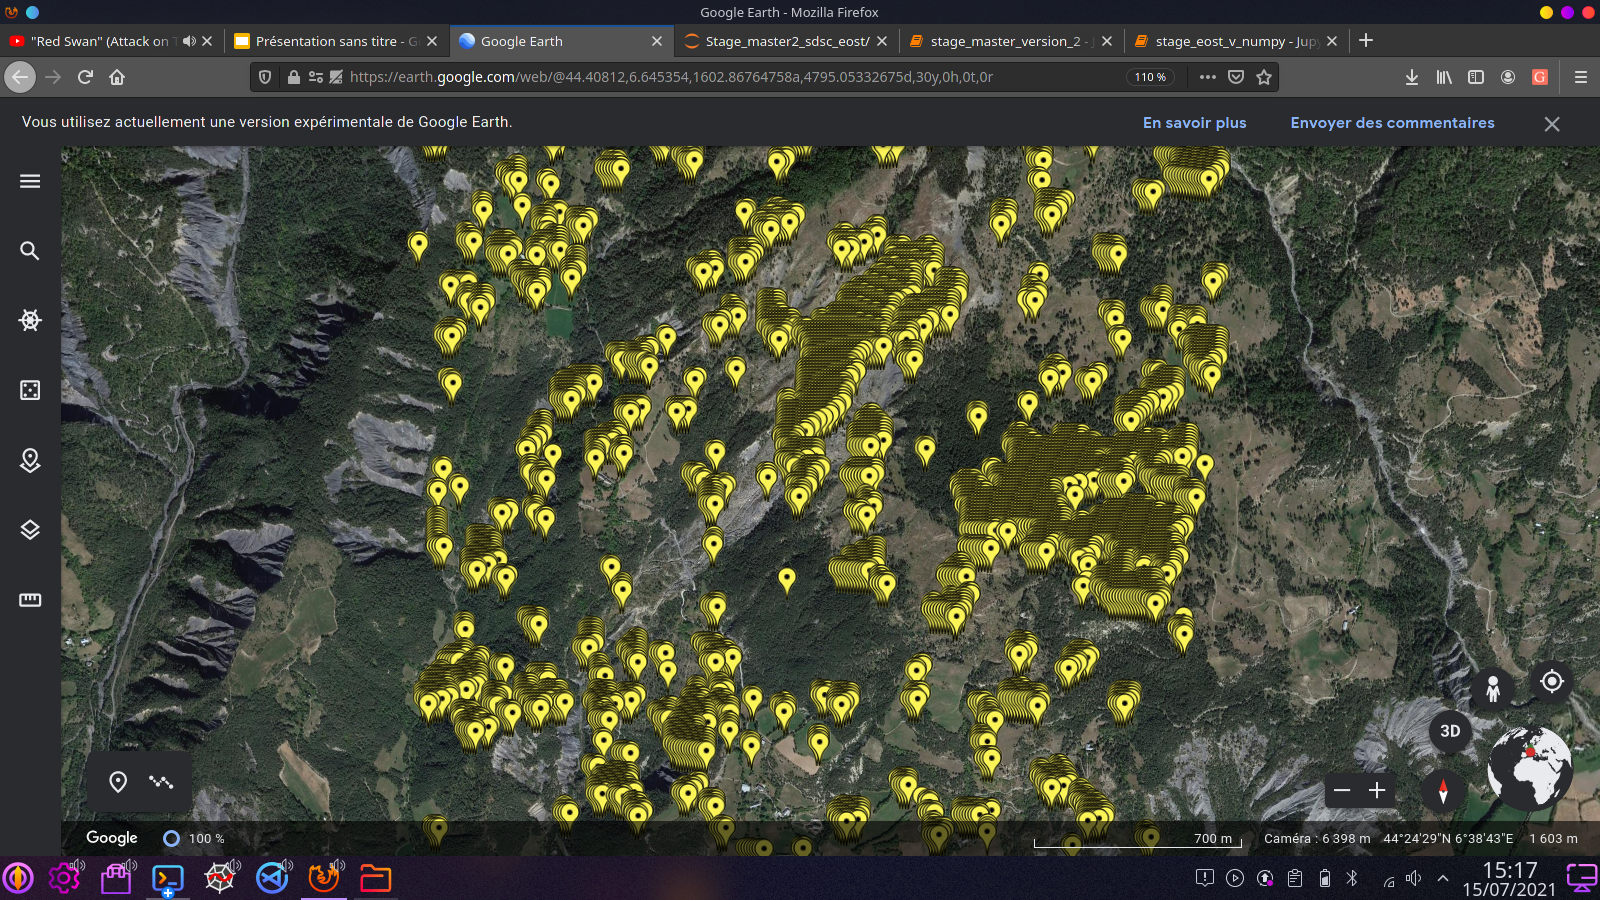 Google Earth - Mozilla Firefox
"Red Swan" (Attack on T
Présentation sans titre - G
Google Earth
Stage_master2_sdsc_eost/
stage_master_version_2 - J
stage_eost_v_numpy - Jup
https://earth.google.com/web/@44.40812,6.645354,1602.86764758a,4795.05332675d,30y,0h,0t,0r
110 %
Vous utilisez actuellement une version expérimentale de Google Earth.
En savoir plus
Envoyer des commentaires
3D
Google
100 %
700 m
Caméra : 6 398 m
44°24'29"N 6°38'43"E
1 603 m
15:17
15/07/2021